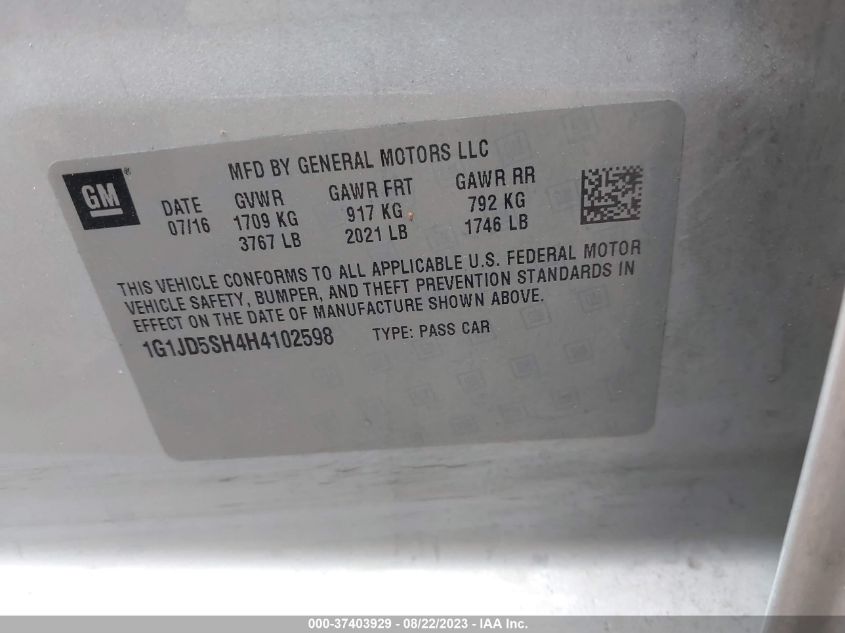 MFD BY GENERAL MOTORS LLC
GM®
DATE GVWR GAWR FRT GAWR RR
07/16 1709 KG 917 KG 792 KG
3767 LB 2021 LB 1746 LB
THIS VEHICLE CONFORMS TO ALL APPLICABLE U.S. FEDERAL MOTOR
VEHICLE SAFETY, BUMPER, AND THEFT PREVENTION STANDARDS IN
EFFECT ON THE DATE OF MANUFACTURE SHOWN ABOVE.
1G1JD5SH4H4102598 TYPE: PASS CAR
000-37403929 - 08/22/2023 - IAA Inc.